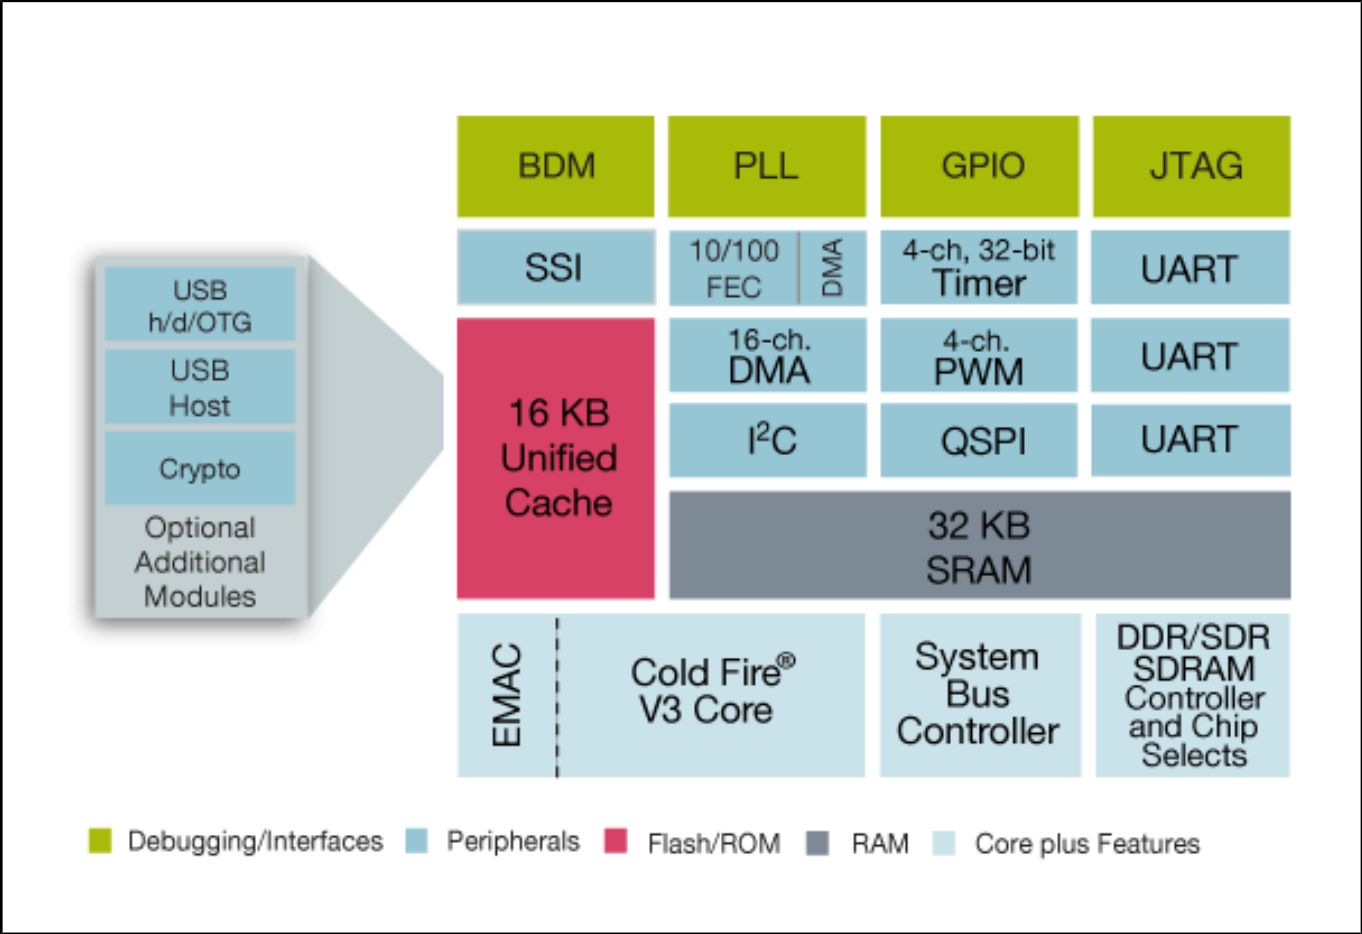 BDM
PLL
GPIO
JTAG
SSI
10/100
FEC
DMA
4-ch, 32-bit
Timer
UART
USB
h/d/OTG
USB
Host
Crypto
Optional
Additional
Modules
16 KB
Unified
Cache
16-ch.
DMA
4-ch.
PWM
UART
I²C
QSPI
UART
32 KB
SRAM
EMAC
Cold Fire®
V3 Core
System
Bus
Controller
DDR/SDR
SDRAM
Controller
and Chip
Selects
Debugging/Interfaces
Peripherals
Flash/ROM
RAM
Core plus Features